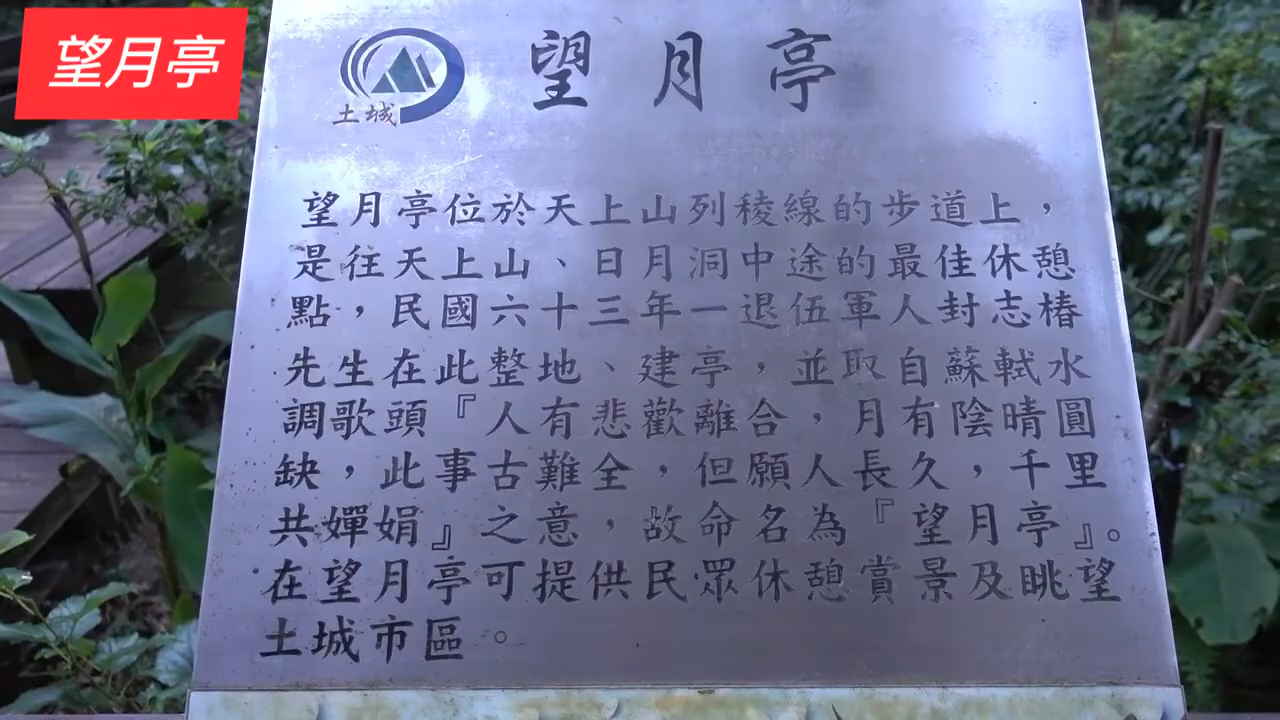 望月亭
土城
望月亭
望月亭位於天上山列稜線的步道上，
是往天上山、日月洞中途的最佳休憩
點，民國六十三年一退伍軍人封志椿
先生在此整地、建亭，並取自蘇軾水
調歌頭『人有悲歡離合，月有陰晴圓
缺，此事古難全，但願人長久，千里
共嬋娟』之意，故命名為『望月亭』。
在望月亭可提供民眾休憩賞景及眺望
土城市區。